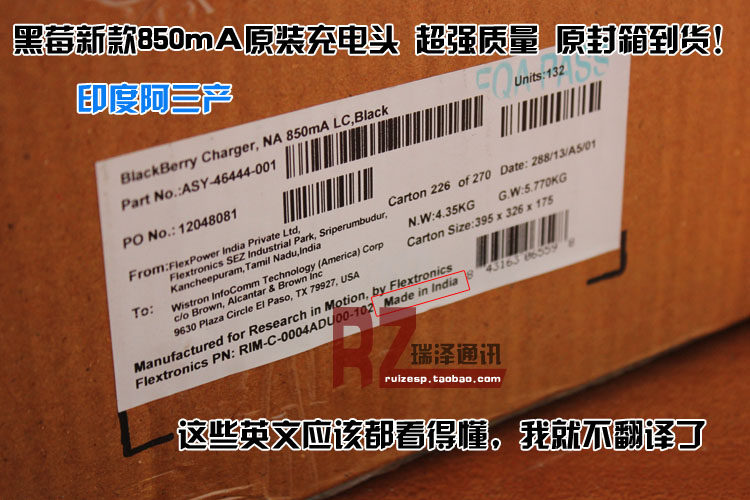 黑莓新款850mA原装充电头 超强质量 原封箱到货!
印度阿三产
EQA PASS
Units:132
BlackBerry Charger, NA 850mA LC,Black
Part No.:ASY-46444-001
PO No.: 12048081
Carton 226 of 270
Date: 288/13/A5/01
N.W:4.35KG
G.W:5.770KG
Carton Size:395 x 326 x 175
From:FlexPower India Private Ltd,
Flextronics SEZ Industrial Park, Sriperumbudur,
Kancheepuram,Tamil Nadu,India
To: Wistron InfoComm Technology (America) Corp
c/o Brown, Alcantar & Brown Inc
9630 Plaza Circle El Paso, TX 79927, USA
8 43163 06559 8
Manufactured for Research in Motion, by Flextronics
Flextronics PN: RIM-C-0004ADU00-102
Made in India
RZ
瑞泽通讯
ruizesp.taobao.com
这些英文应该都看得懂，我就不翻译了